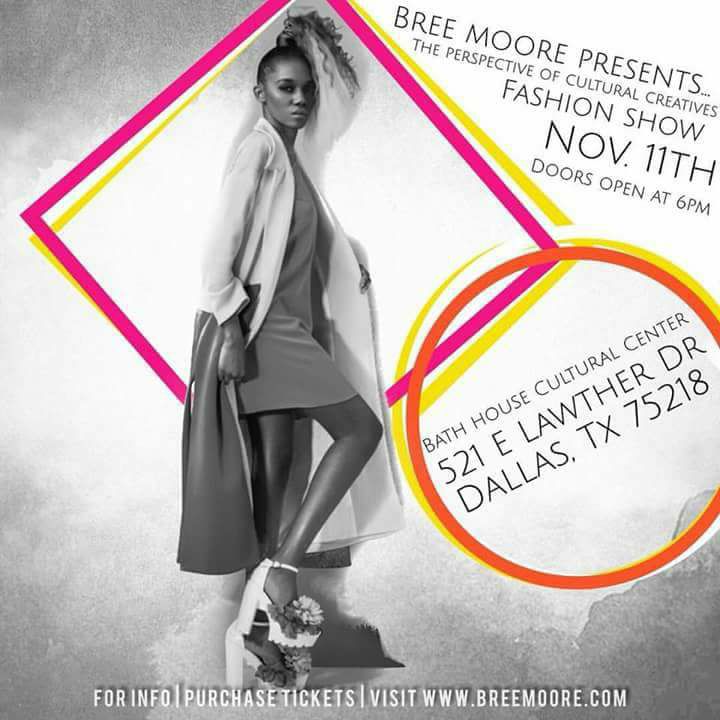 Bree Moore Presents...
The Perspective of Cultural Creatives
Fashion Show
Nov. 11th
Doors open at 6pm
Bath House Cultural Center
521 E Lawther Dr
Dallas, TX 75218
FOR INFO | PURCHASE TICKETS | VISIT WWW.BREEMOORE.COM